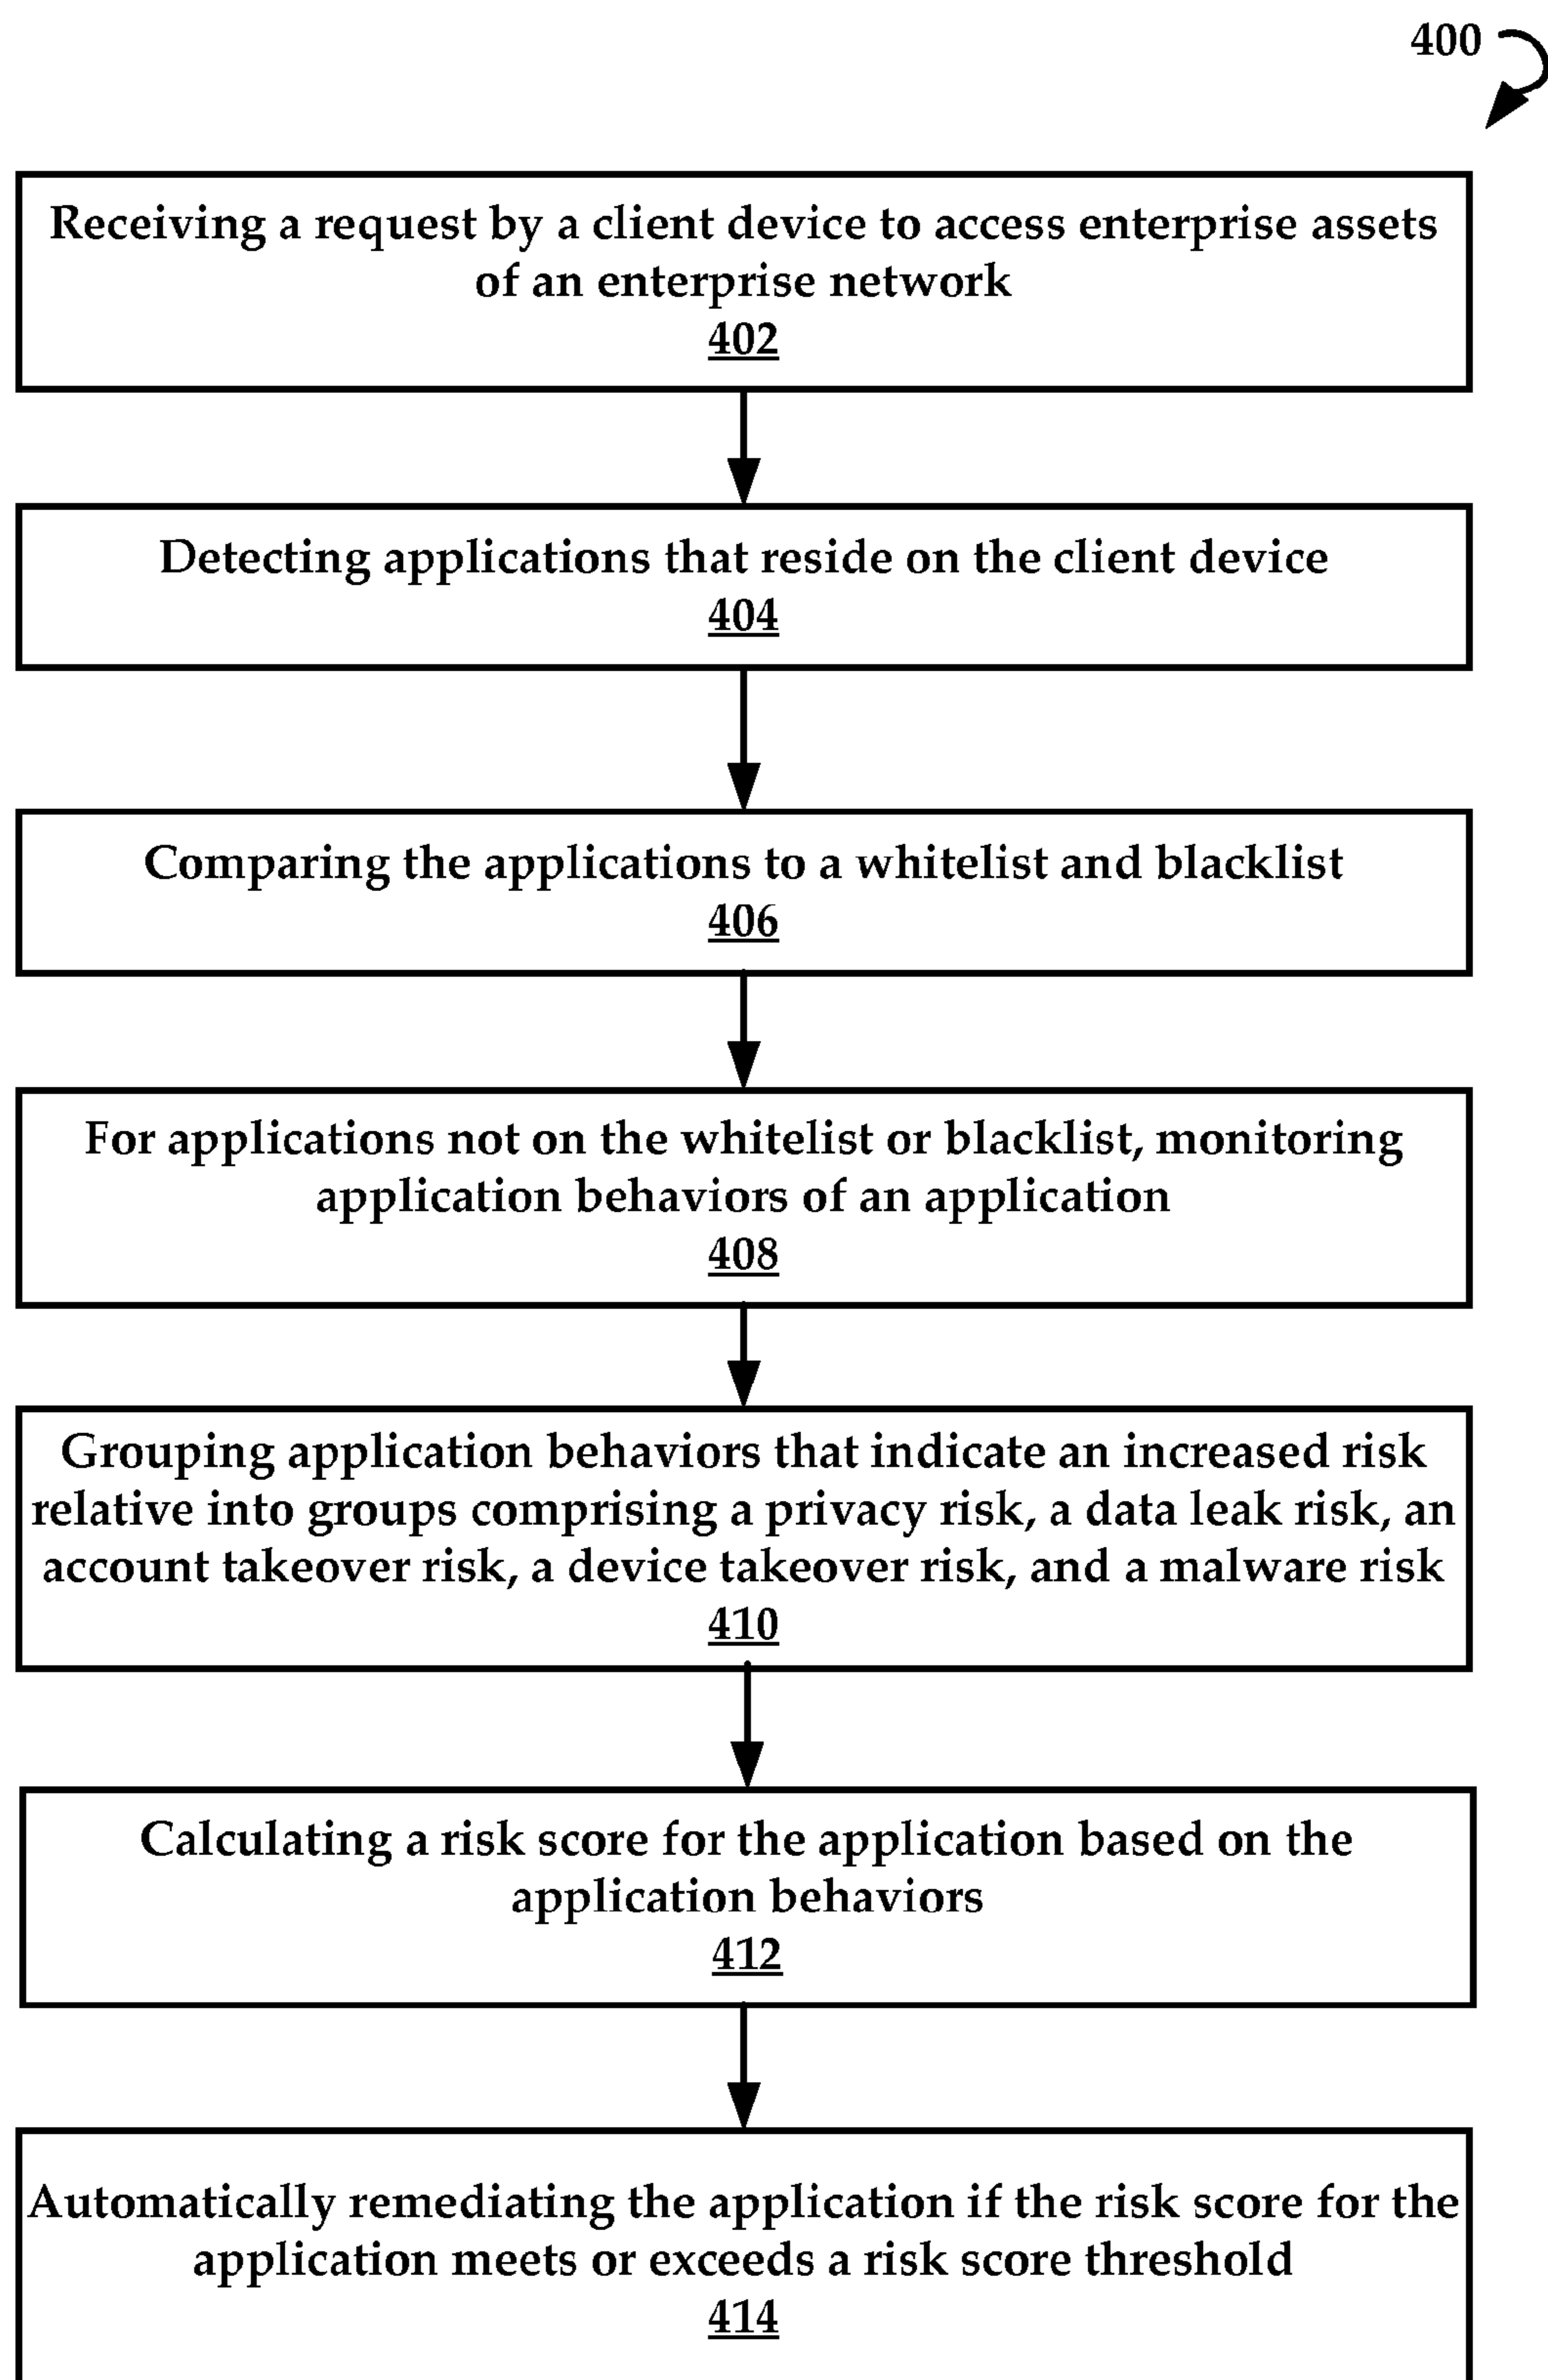 400
Receiving a request by a client device to access enterprise assets
of an enterprise network
402
Detecting applications that reside on the client device
404
Comparing the applications to a whitelist and blacklist
406
For applications not on the whitelist or blacklist, monitoring
application behaviors of an application
408
Grouping application behaviors that indicate an increased risk
relative into groups comprising a privacy risk, a data leak risk, an
account takeover risk, a device takeover risk, and a malware risk
410
Calculating a risk score for the application based on the
application behaviors
412
Automatically remediating the application if the risk score for the
application meets or exceeds a risk score threshold
414